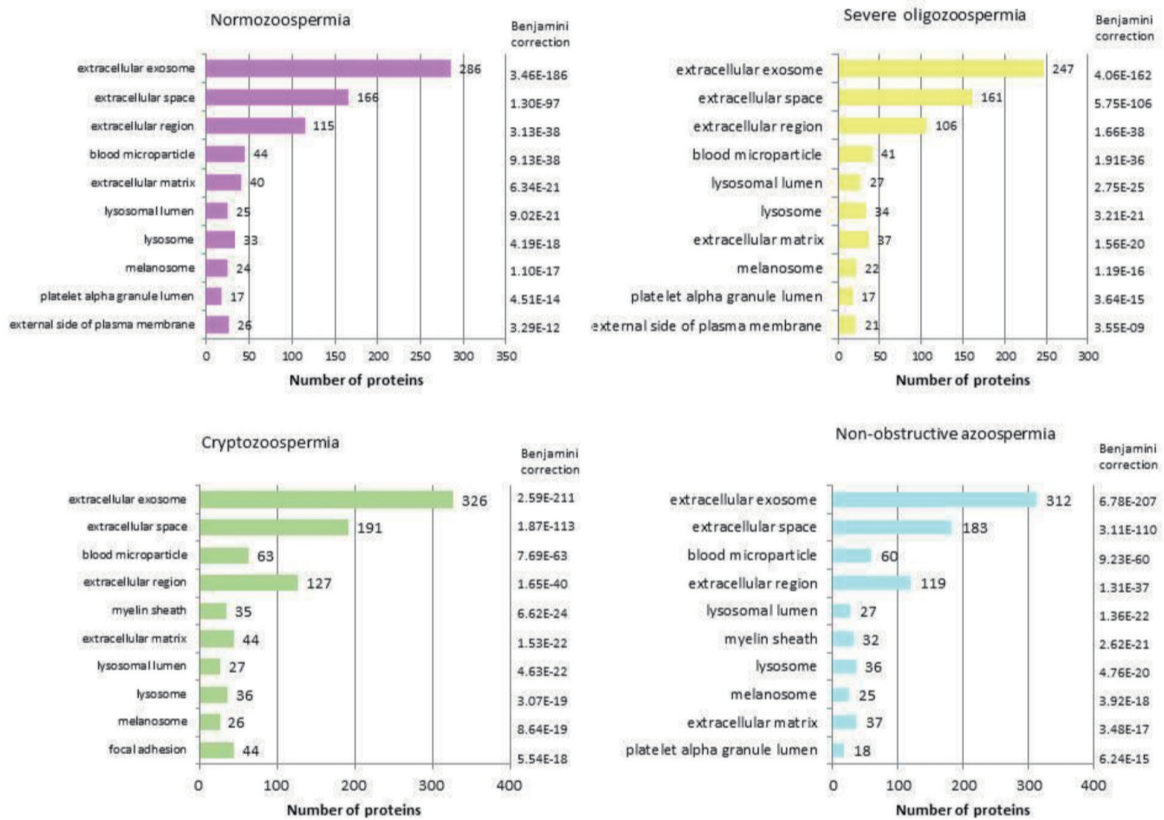 Normozoospermia
Benjamini
correction
extracellular exosome 286 3.46E-186
extracellular space 166 1.30E-97
extracellular region 115 3.13E-38
blood microparticle 44 9.13E-38
extracellular matrix 40 6.34E-21
lysosomal lumen 25 9.02E-21
lysosome 33 4.19E-18
melanosome 24 1.10E-17
platelet alpha granule lumen 17 4.51E-14
external side of plasma membrane 26 3.29E-12
0 50 100 150 200 250 300 350
Number of proteins
Severe oligozoospermia
Benjamini
correction
extracellular exosome 247 4.06E-162
extracellular space 161 5.75E-106
extracellular region 106 1.66E-38
blood microparticle 41 1.91E-36
lysosomal lumen 27 2.75E-25
lysosome 34 3.21E-21
extracellular matrix 37 1.56E-20
melanosome 22 1.19E-16
platelet alpha granule lumen 17 3.64E-15
external side of plasma membrane 21 3.55E-09
0 50 100 150 200 250 300
Number of proteins
Cryptozoospermia
Benjamini
correction
extracellular exosome 326 2.59E-211
extracellular space 191 1.87E-113
blood microparticle 63 7.69E-63
extracellular region 127 1.65E-40
myelin sheath 35 6.62E-24
extracellular matrix 44 1.53E-22
lysosomal lumen 27 4.63E-22
lysosome 36 3.07E-19
melanosome 26 8.64E-19
focal adhesion 44 5.54E-18
0 100 200 300 400
Number of proteins
Non-obstructive azoospermia
Benjamini
correction
extracellular exosome 312 6.78E-207
extracellular space 183 3.11E-110
blood microparticle 60 9.23E-60
extracellular region 119 1.31E-37
lysosomal lumen 27 1.36E-22
myelin sheath 32 2.62E-21
lysosome 36 4.76E-20
melanosome 25 3.92E-18
extracellular matrix 37 3.48E-17
platelet alpha granule lumen 18 6.24E-15
0 100 200 300 400
Number of proteins